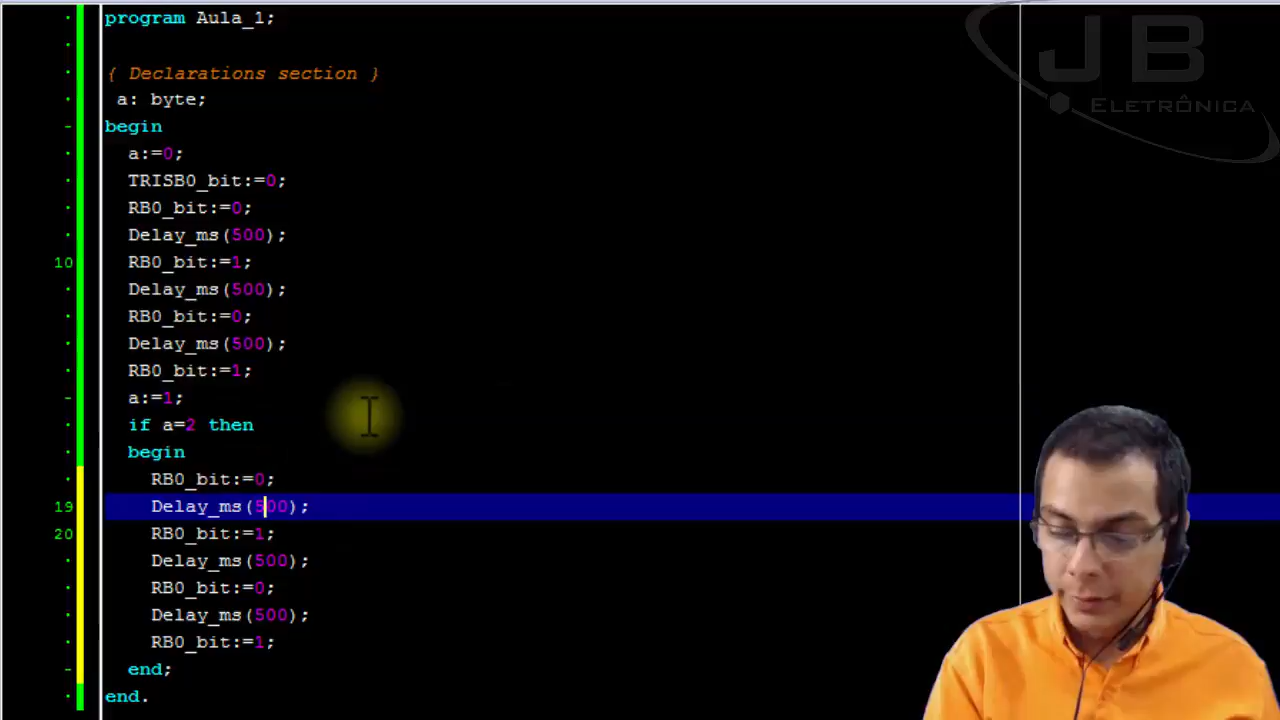 program Aula_1;
{ Declarations section }
a: byte;
begin
a:=0;
TRISB0_bit:=0;
RB0_bit:=0;
Delay_ms(500);
10 RB0_bit:=1;
Delay_ms(500);
RB0_bit:=0;
Delay_ms(500);
RB0_bit:=1;
a:=1;
if a=2 then
begin
RB0_bit:=0;
19 Delay_ms(500);
20 RB0_bit:=1;
Delay_ms(500);
RB0_bit:=0;
Delay_ms(500);
RB0_bit:=1;
end;
end.
JB
ELETRÔNICA